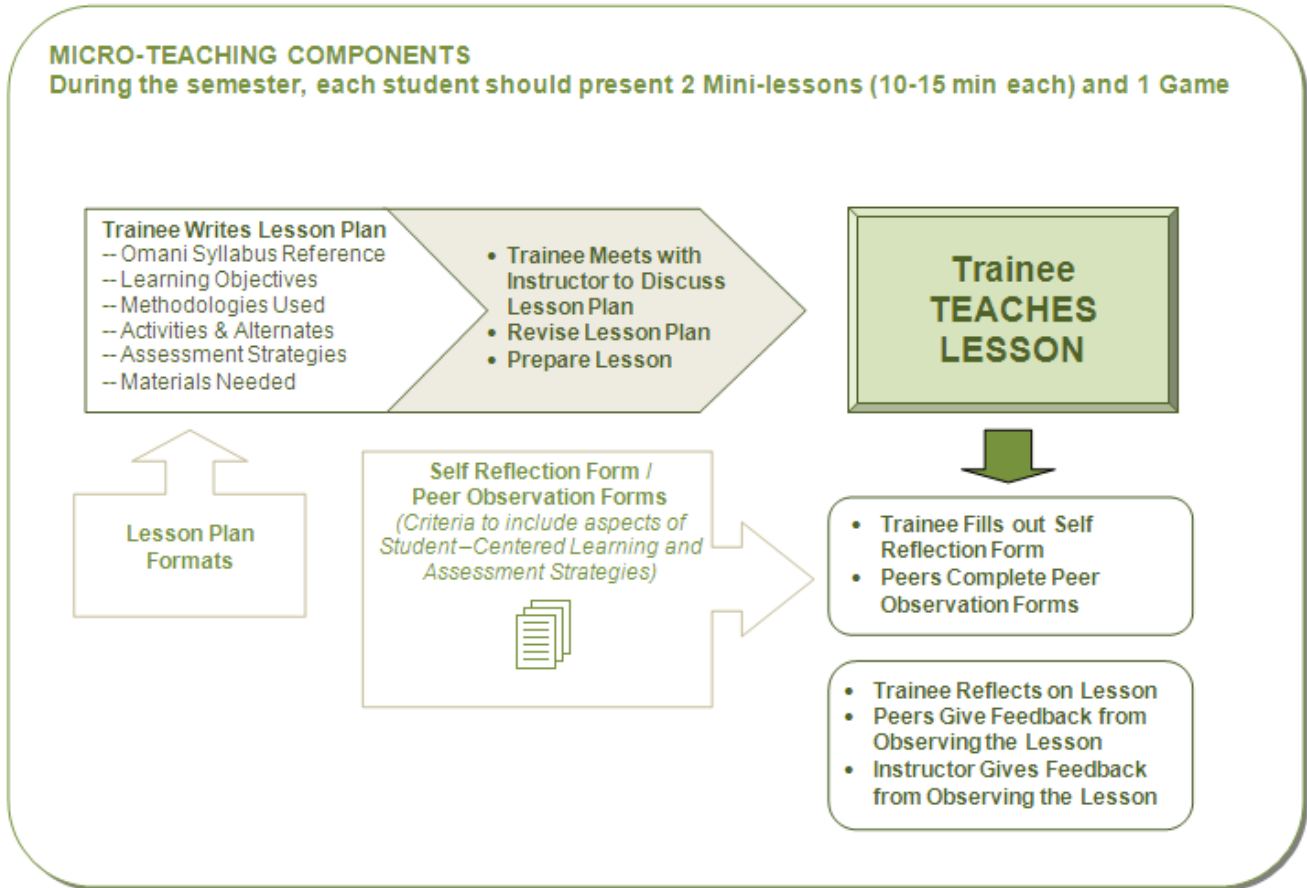 MICRO-TEACHING COMPONENTS
During the semester, each student should present 2 Mini-lessons (10-15 min each) and 1 Game
Trainee Writes Lesson Plan
-- Omani Syllabus Reference
-- Learning Objectives
-- Methodologies Used
-- Activities & Alternates
-- Assessment Strategies
-- Materials Needed
• Trainee Meets with
Instructor to Discuss
Lesson Plan
• Revise Lesson Plan
• Prepare Lesson
Trainee
TEACHES
LESSON
Lesson Plan
Formats
Self Reflection Form /
Peer Observation Forms
(Criteria to include aspects of
Student–Centered Learning and
Assessment Strategies)
• Trainee Fills out Self
Reflection Form
• Peers Complete Peer
Observation Forms
• Trainee Reflects on Lesson
• Peers Give Feedback from
Observing the Lesson
• Instructor Gives Feedback
from Observing the Lesson